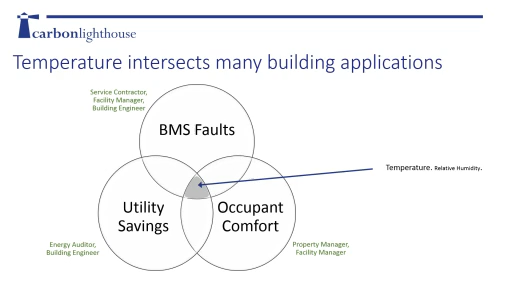 carbonlighthouse
Temperature intersects many building applications
Service Contractor,
Facility Manager,
Building Engineer
BMS Faults
Temperature. Relative Humidity.
Utility
Savings
Occupant
Comfort
Energy Auditor,
Building Engineer
Property Manager,
Facility Manager